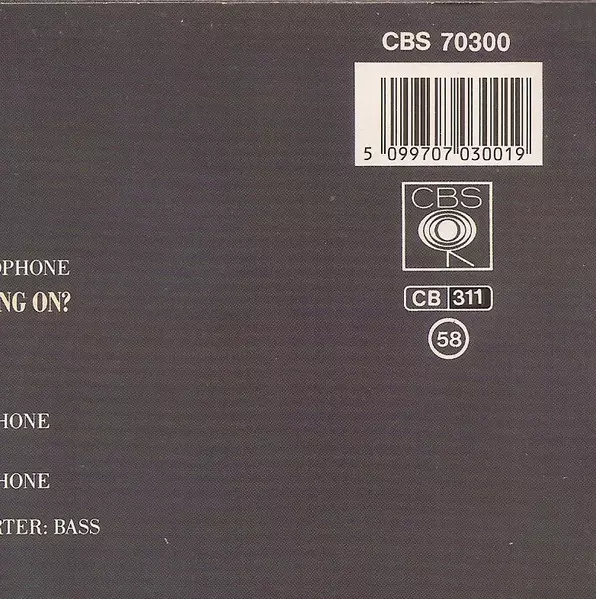 CBS 70300
5 099707 030019
CBS
CB 311
58
OPHONE
NG ON?
HONE
HONE
RTER: BASS